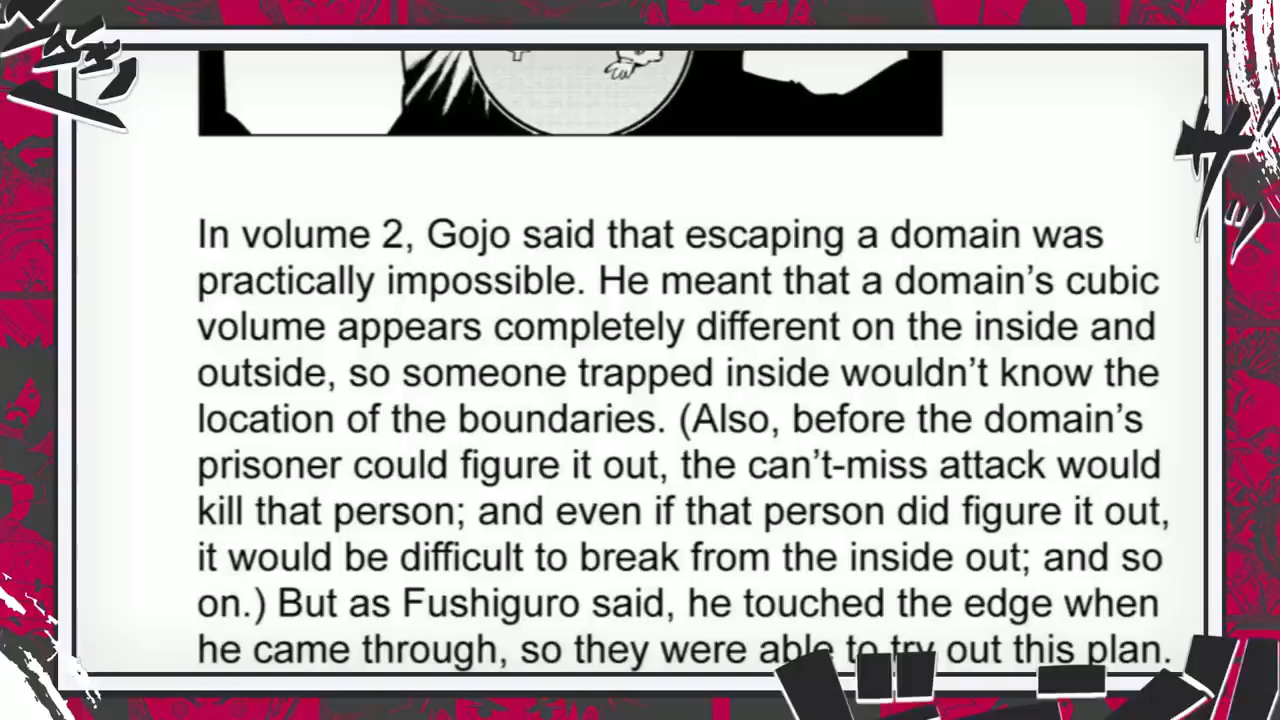 In volume 2, Gojo said that escaping a domain was
practically impossible. He meant that a domain’s cubic
volume appears completely different on the inside and
outside, so someone trapped inside wouldn’t know the
location of the boundaries. (Also, before the domain’s
prisoner could figure it out, the can’t-miss attack would
kill that person; and even if that person did figure it out,
it would be difficult to break from the inside out; and so
on.) But as Fushiguro said, he touched the edge when
he came through, so they were able to try out this plan.